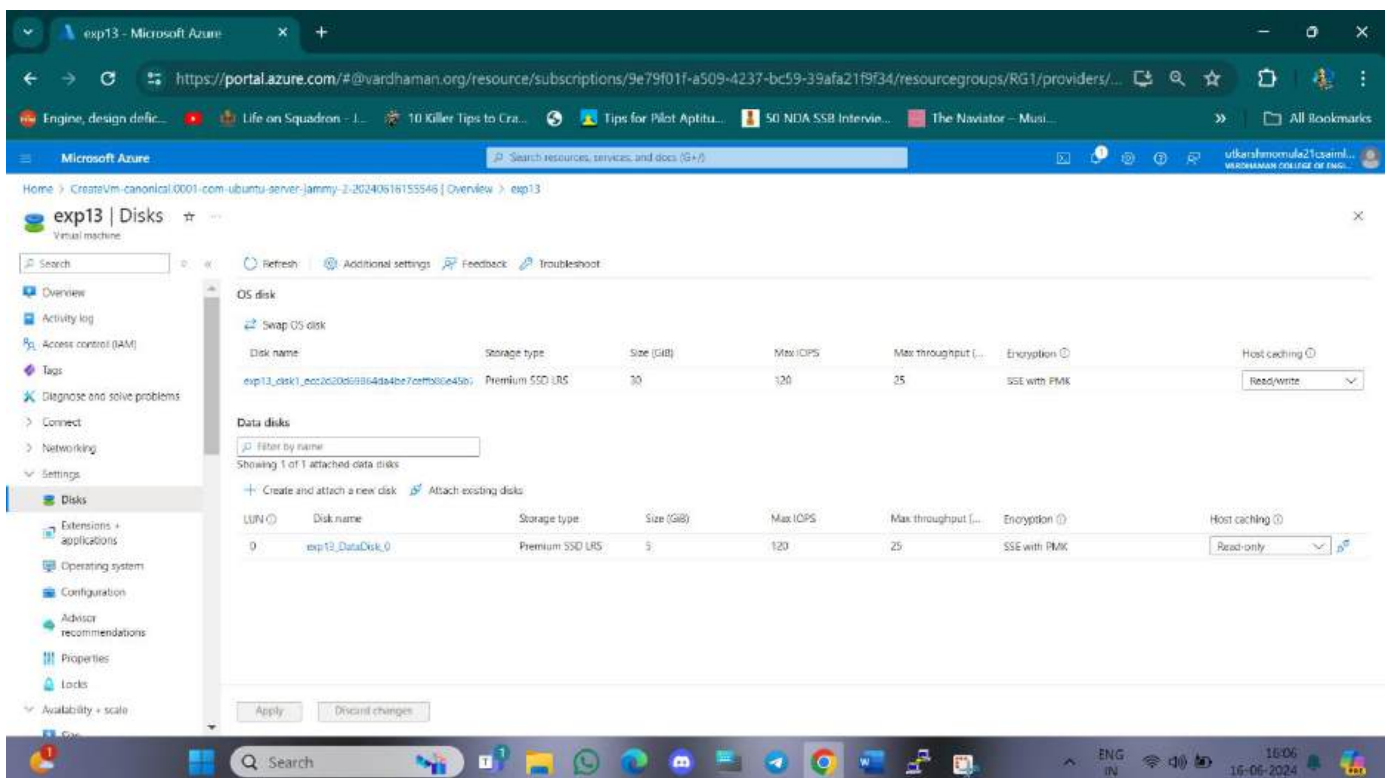 exp13 - Microsoft Azure
https://portal.azure.com/#@vardhaman.org/resource/subscriptions/9e79f01f-a509-4237-bc59-39afa21f9f34/resourcegroups/RG1/providers/...
Engine, design defic... Life on Squadron - J... 10 Killer Tips to Cra... Tips for Pilot Aptitu... 50 NDA SSB Intervie... The Naviator – Musi... » All Bookmarks
Microsoft Azure Search resources, services, and docs (G+/) 1 utkarshmomula21csaiml...
VARDHAMAN COLLEGE OF ENGI...
Home > CreateVm-canonical.0001-com-ubuntu-server-jammy-2-20240616155546 | Overview > exp13
exp13 | Disks
Virtual machine
Search
Refresh Additional settings Feedback Troubleshoot
Overview
Activity log
Access control (IAM)
Tags
Diagnose and solve problems
Connect
Networking
Settings
Disks
Extensions +
applications
Operating system
Configuration
Advisor
recommendations
Properties
Locks
Availability + scale
Size
OS disk
Swap OS disk
Disk name Storage type Size (GiB) Max IOPS Max throughput (... Encryption Host caching
Premium SSD LRS 30 120 25 SSE with PMK Read/write
Data disks
Filter by name
Showing 1 of 1 attached data disks
+ Create and attach a new disk Attach existing disks
LUN Disk name Storage type Size (GiB) Max IOPS Max throughput (... Encryption Host caching
0 exp13_DataDisk_0 Premium SSD LRS 5 120 25 SSE with PMK Read-only
Apply Discard changes
1 Search ENG
IN
16:06
16-06-2024